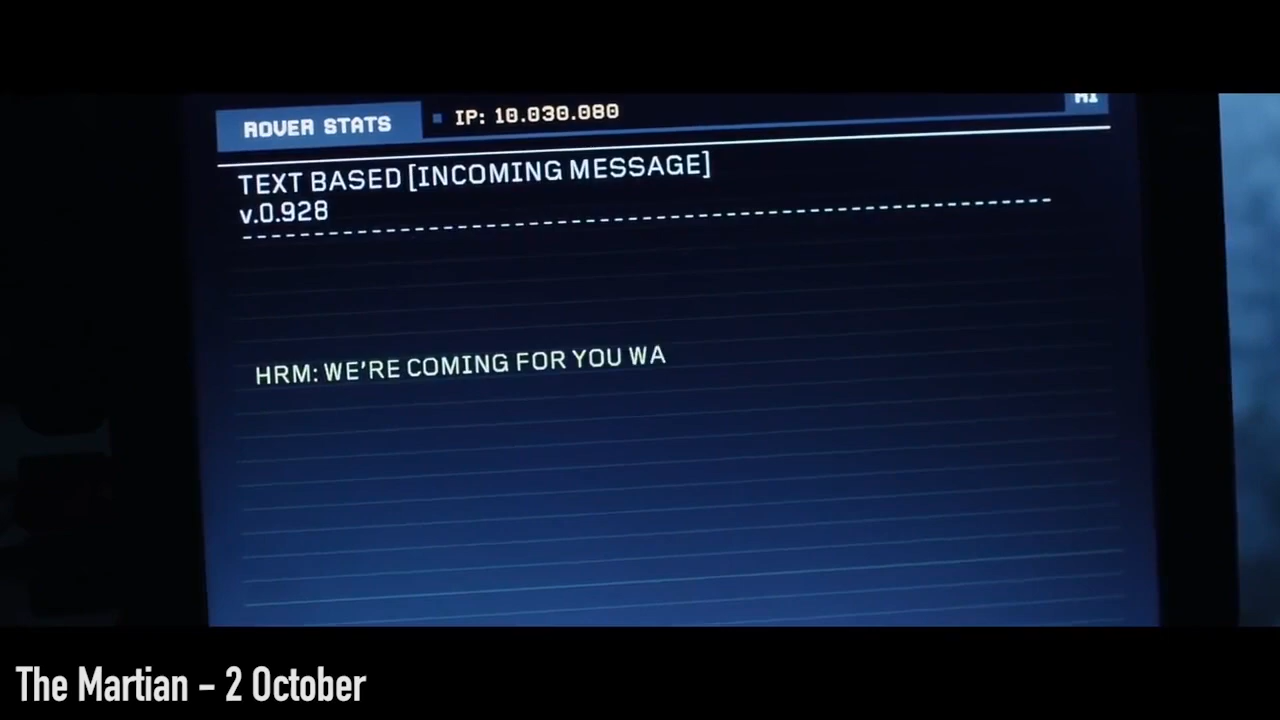 ROVER STATS
IP: 10.030.080
TEXT BASED [INCOMING MESSAGE]
v.0.928
HRM: WE'RE COMING FOR YOU WA
The Martian - 2 October